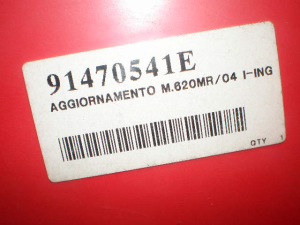 91470541E
AGGIORNAMENTO M.620MR/04 I-ING
QTY 1